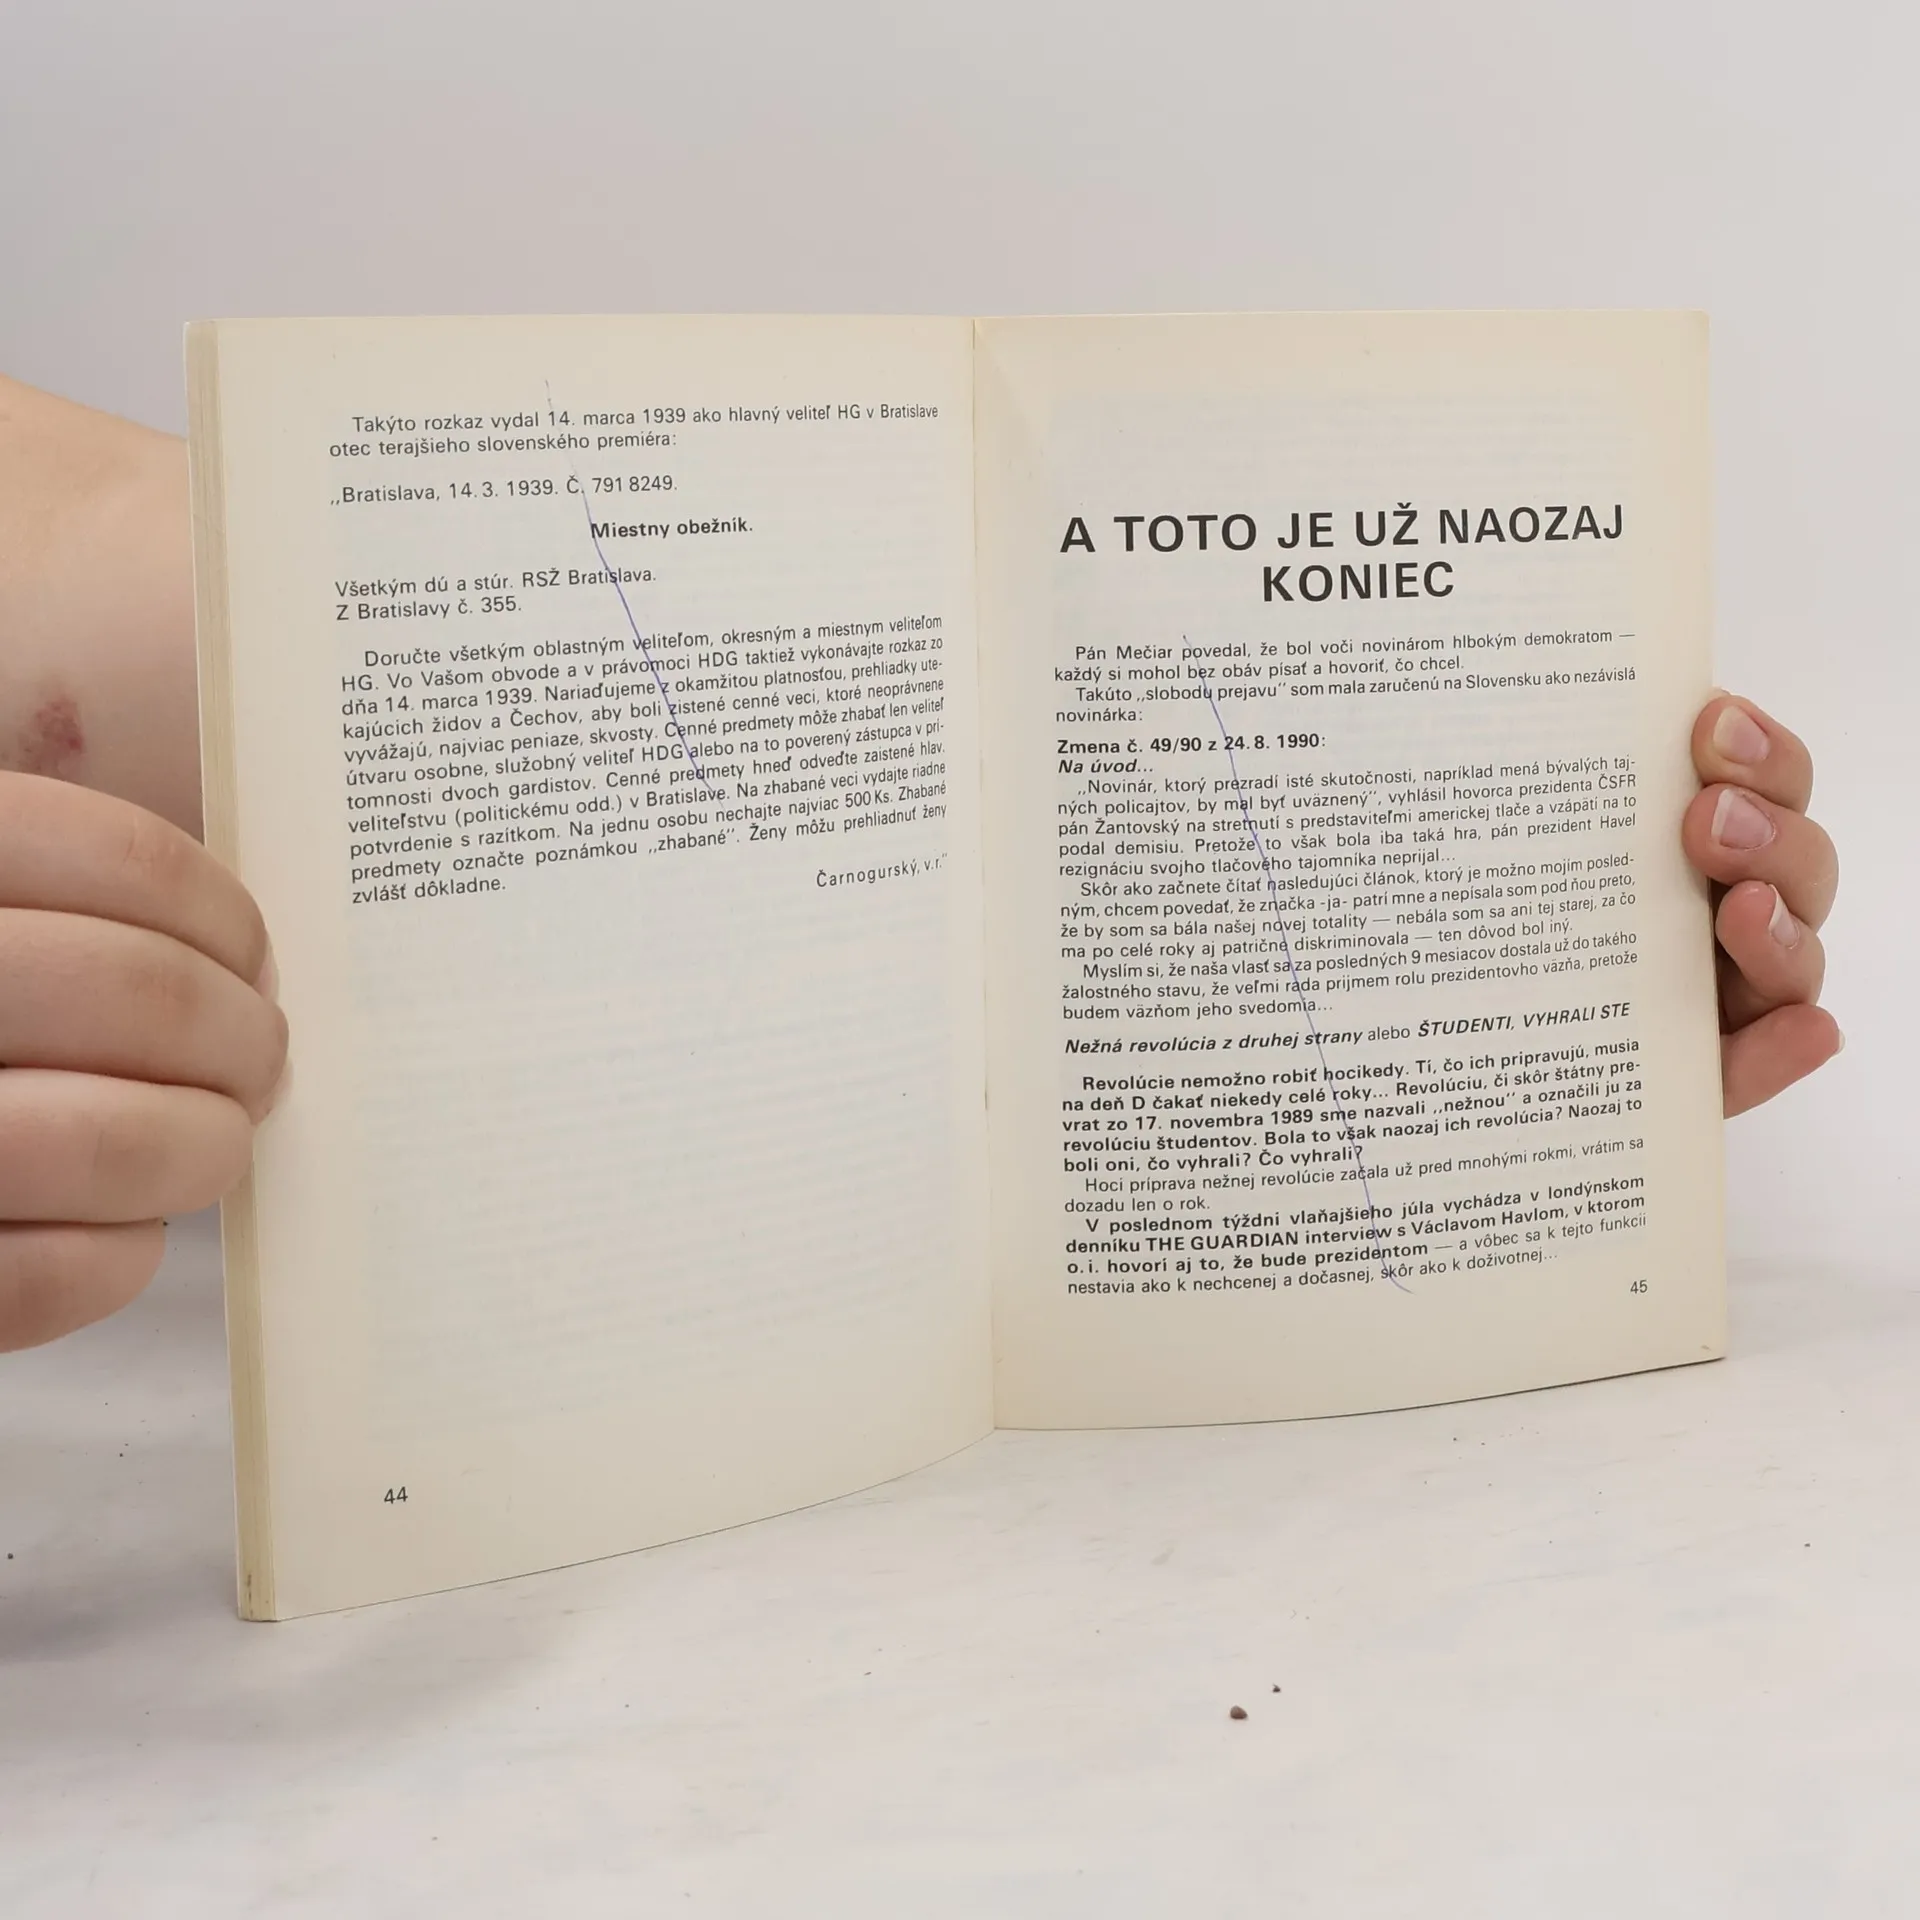 Takýto rozkaz vydal 14. marca 1939 ako hlavný veliteľ HG v Bratislave
otec terajšieho slovenského premiéra:
,,Bratislava, 14. 3. 1939. Č. 791 8249.
Miestny obežník.
Všetkým dú a stúr. RSŽ Bratislava.
Z Bratislavy č. 355.
Doručte všetkým oblastným veliteľom, okresným a miestnym veliteľom
HG. Vo Vašom obvode a v právomoci HDG taktiež vykonávajte rozkaz zo
dňa 14. marca 1939. Nariaďujeme z okamžitou platnosťou, prehliadky ute-
kajúcich židov a Čechov, aby boli zistené cenné veci, ktoré neoprávnene
vyvážajú, najviac peniaze, skvosty. Cenné predmety môže zhabať len veliteľ
útvaru osobne, služobný veliteľ HDG alebo na to poverený zástupca v prí-
tomnosti dvoch gardistov. Cenné predmety hneď odveďte zaistené hlav.
veliteľstvu (politickému odd.) v Bratislave. Na zhabané veci vydajte riadne
potvrdenie s razítkom. Na jednu osobu nechajte najviac 500 Ks. Zhabané
predmety označte poznámkou ,,zhabané". Ženy môžu prehliadnuť ženy
zvlášť dôkladne.
Čarnogurský, v.r."
44
A TOTO JE UŽ NAOZAJ
KONIEC
Pán Mečiar povedal, že bol voči novinárom hlbokým demokratom —
každý si mohol bez obáv písať a hovoriť, čo chcel.
Takúto ,,slobodu prejavu" som mala zaručenú na Slovensku ako nezávislá
novinárka:
Zmena č. 49/90 z 24. 8. 1990:
Na úvod...
,,Novinár, ktorý prezradí isté skutočnosti, napríklad mená bývalých taj-
ných policajtov, by mal byť uväznený", vyhlásil hovorca prezidenta ČSFR
pán Žantovský na stretnutí s predstaviteľmi americkej tlače a vzápätí na to
podal demisiu. Pretože to však bola iba taká hra, pán prezident Havel
rezignáciu svojho tlačového tajomníka neprijal...
Skôr ako začnete čítať nasledujúci článok, ktorý je možno mojím posled-
ným, chcem povedať, že značka -ja- patrí mne a nepísala som pod ňou preto,
že by som sa bála našej novej totality — nebála som sa ani tej starej, za čo
ma po celé roky aj patrične diskriminovala — ten dôvod bol iný.
Myslím si, že naša vlasť sa za posledných 9 mesiacov dostala už do takého
žalostného stavu, že veľmi rada prijmem rolu prezidentovho väzňa, pretože
budem väzňom jeho svedomia...
Nežná revolúcia z druhej strany alebo ŠTUDENTI, VYHRALI STE
Revolúcie nemožno robiť hocikedy. Tí, čo ich pripravujú, musia
na deň D čakať niekedy celé roky... Revolúciu, či skôr štátny pre-
vrat zo 17. novembra 1989 sme nazvali ,,nežnou" a označili ju za
revolúciu študentov. Bola to však naozaj ich revolúcia? Naozaj to
boli oni, čo vyhrali? Čo vyhrali?
Hoci príprava nežnej revolúcie začala už pred mnohými rokmi, vrátim sa
dozadu len o rok.
V poslednom týždni vlaňajšieho júla vychádza v londýnskom
denníku THE GUARDIAN interview s Václavom Havlom, v ktorom
o. i. hovorí aj to, že bude prezidentom — a vôbec sa k tejto funkcii
nestavia ako k nechcenej a dočasnej, skôr ako k doživotnej...
45